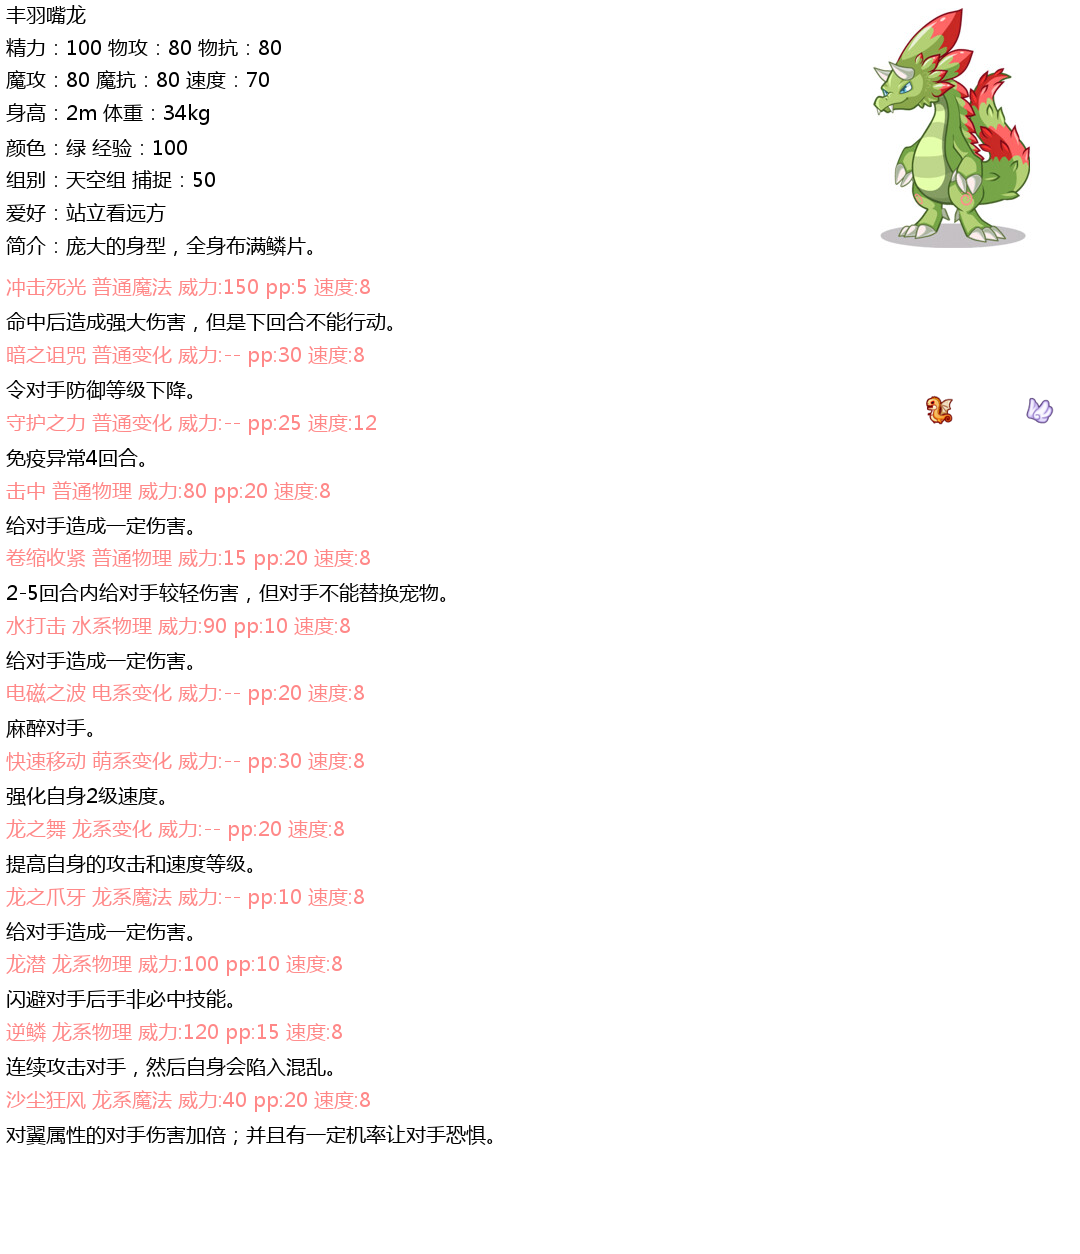 丰羽嘴龙
精力：100 物攻：80 物抗：80
魔攻：80 魔抗：80 速度：70
身高：2m 体重：34kg
颜色：绿 经验：100
组别：天空组 捕捉：50
爱好：站立看远方
简介：庞大的身型，全身布满鳞片。
冲击死光 普通魔法 威力:150 pp:5 速度:8
命中后造成强大伤害，但是下回合不能行动。
暗之诅咒 普通变化 威力:-- pp:30 速度:8
令对手防御等级下降。
守护之力 普通变化 威力:-- pp:25 速度:12
免疫异常4回合。
击中 普通物理 威力:80 pp:20 速度:8
给对手造成一定伤害。
卷缩收紧 普通物理 威力:15 pp:20 速度:8
2-5回合内给对手较轻伤害，但对手不能替换宠物。
水打击 水系物理 威力:90 pp:10 速度:8
给对手造成一定伤害。
电磁之波 电系变化 威力:-- pp:20 速度:8
麻醉对手。
快速移动 萌系变化 威力:-- pp:30 速度:8
强化自身2级速度。
龙之舞 龙系变化 威力:-- pp:20 速度:8
提高自身的攻击和速度等级。
龙之爪牙 龙系魔法 威力:-- pp:10 速度:8
给对手造成一定伤害。
龙潜 龙系物理 威力:100 pp:10 速度:8
闪避对手后手非必中技能。
逆鳞 龙系物理 威力:120 pp:15 速度:8
连续攻击对手，然后自身会陷入混乱。
沙尘狂风 龙系魔法 威力:40 pp:20 速度:8
对翼属性的对手伤害加倍；并且有一定机率让对手恐惧。